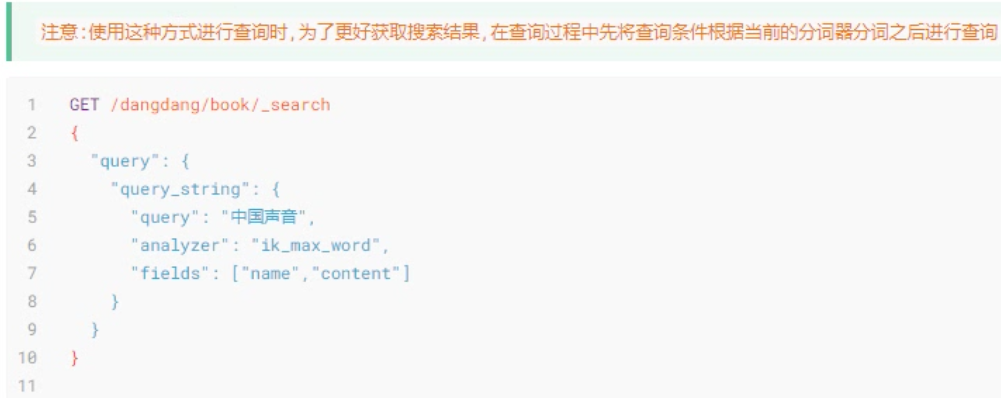 注意:使用这种方式进行查询时,为了更好获取搜索结果,在查询过程中先将查询条件根据当前的分词器分词之后进行查询
1 GET /dangdang/book/_search
2 {
3 "query": {
4 "query_string": {
5 "query": "中国声音",
6 "analyzer": "ik_max_word",
7 "fields": ["name","content"]
8 }
9 }
10 }
11